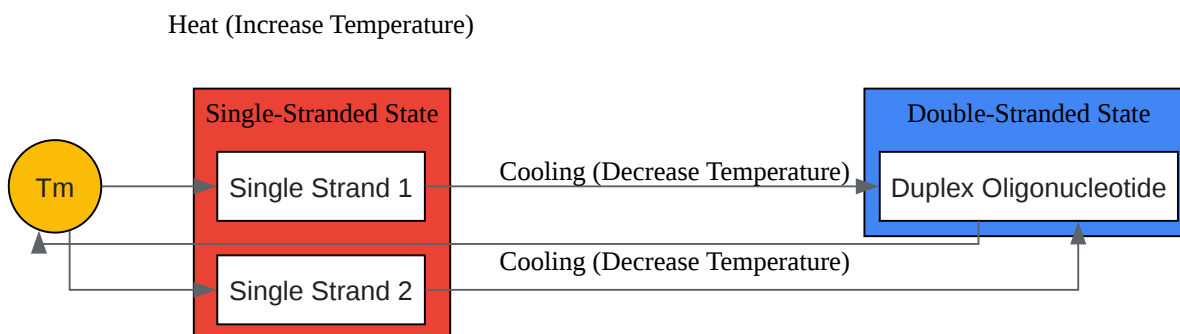 Heat (Increase Temperature)
Single-Stranded State
Double-Stranded State
Tm
Single Strand 1
Cooling (Decrease Temperature)
Duplex Oligonucleotide
Cooling (Decrease Temperature)
Single Strand 2